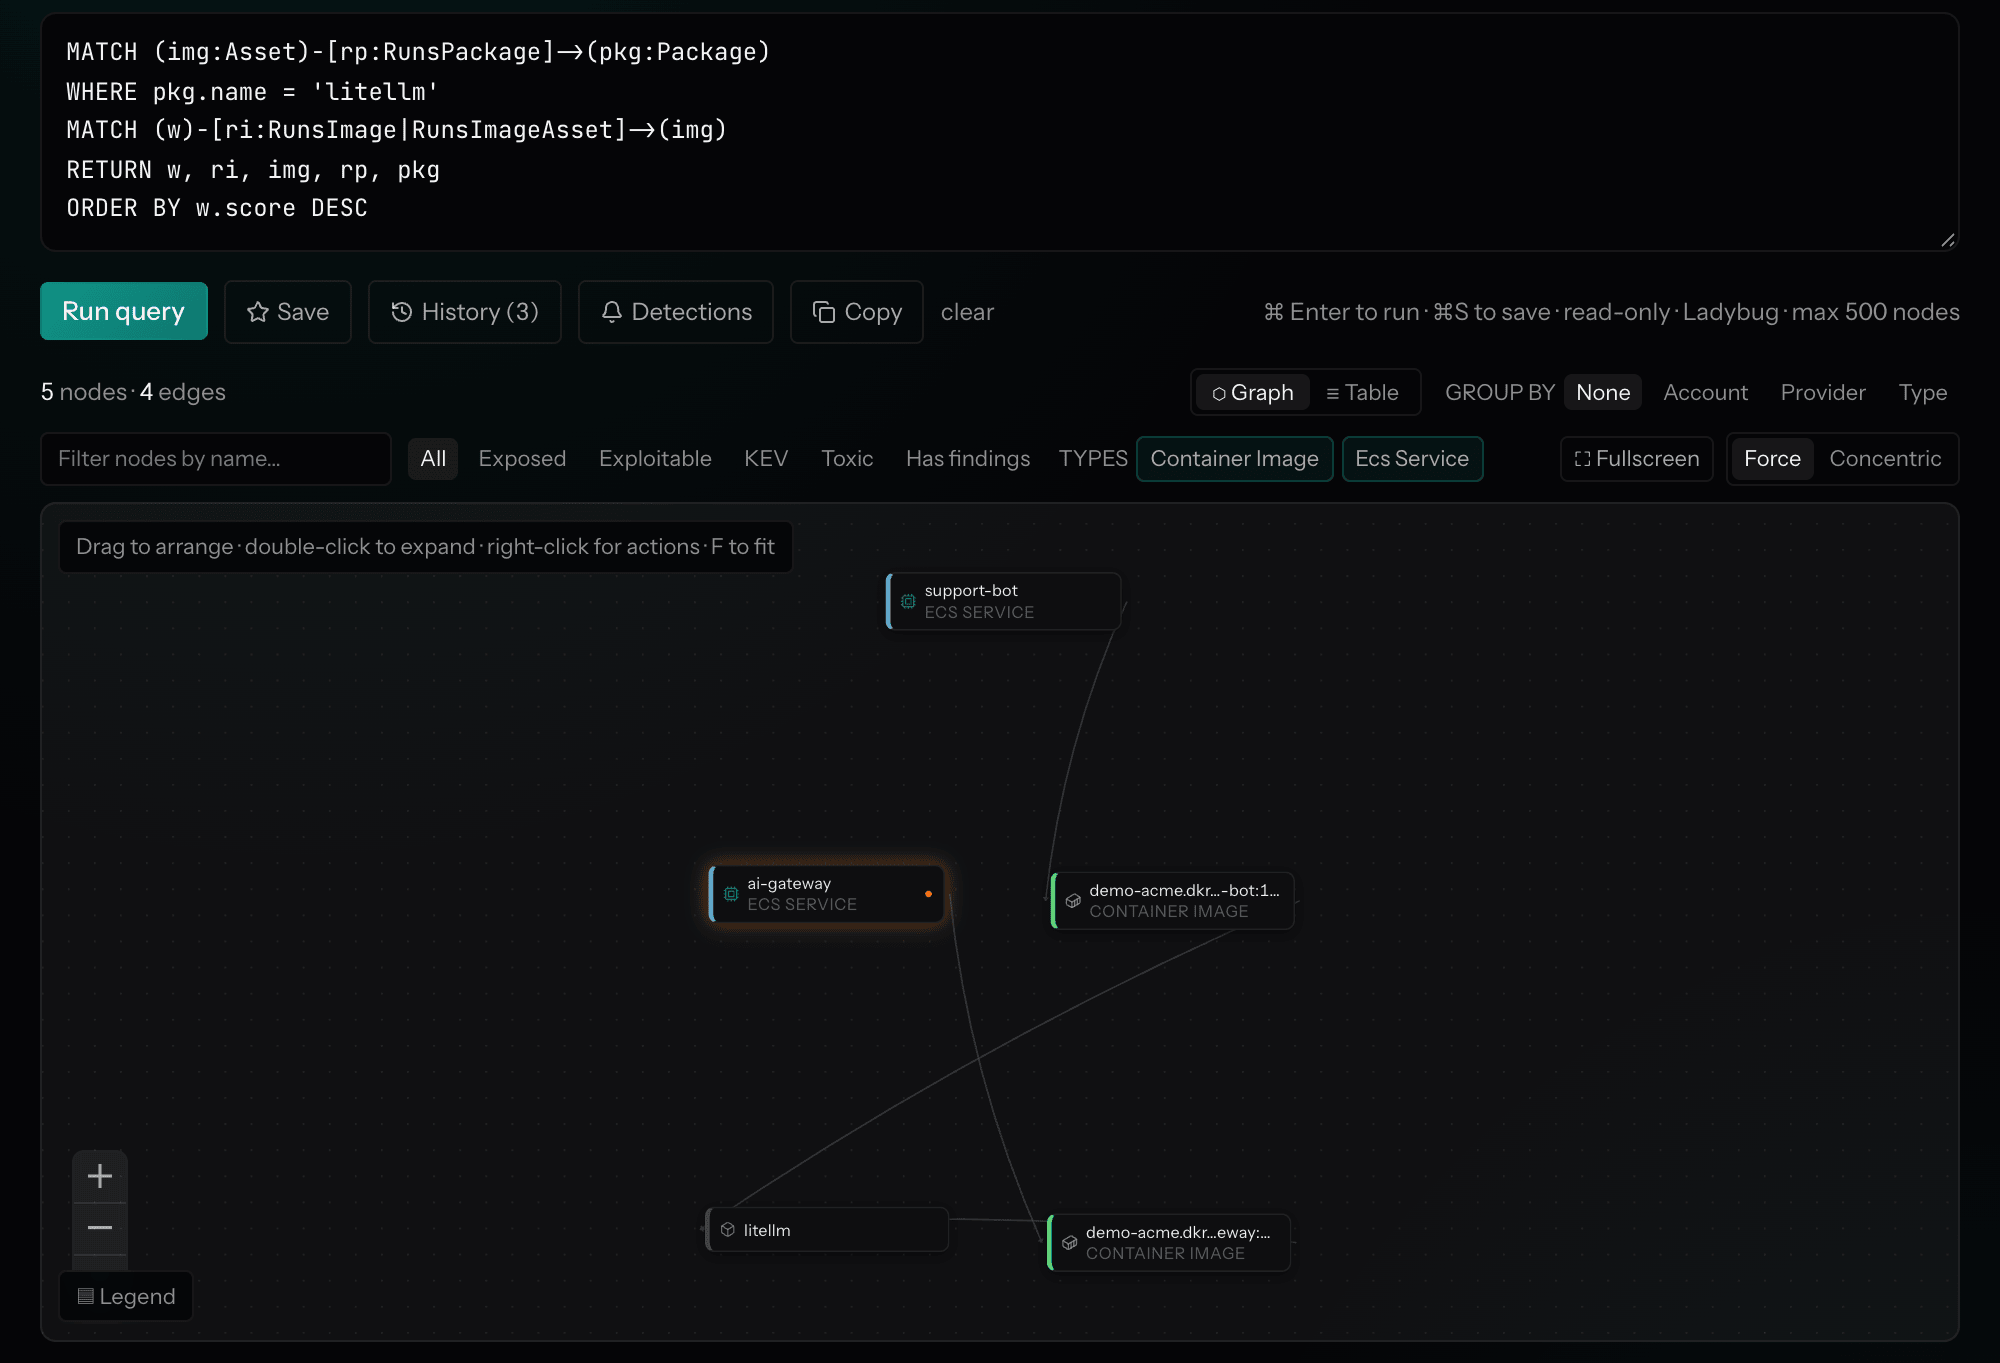 MATCH (img:Asset)-[rp:RunsPackage]->(pkg:Package)
WHERE pkg.name = 'litellm'
MATCH (w)-[ri:RunsImage|RunsImageAsset]->(img)
RETURN w, ri, img, rp, pkg
ORDER BY w.score DESC
Run query Save History (3) Detections Copy clear ⌘ Enter to run · ⌘S to save · read-only · Ladybug · max 500 nodes
5 nodes · 4 edges Graph Table GROUP BY None Account Provider Type
Filter nodes by name... All Exposed Exploitable KEV Toxic Has findings TYPES Container Image Ecs Service Fullscreen Force Concentric
Drag to arrange · double-click to expand · right-click for actions · F to fit
support-bot
ECS SERVICE
ai-gateway
ECS SERVICE
demo-acme.dkr...-bot:1...
CONTAINER IMAGE
litellm
demo-acme.dkr...eway:...
CONTAINER IMAGE
Legend